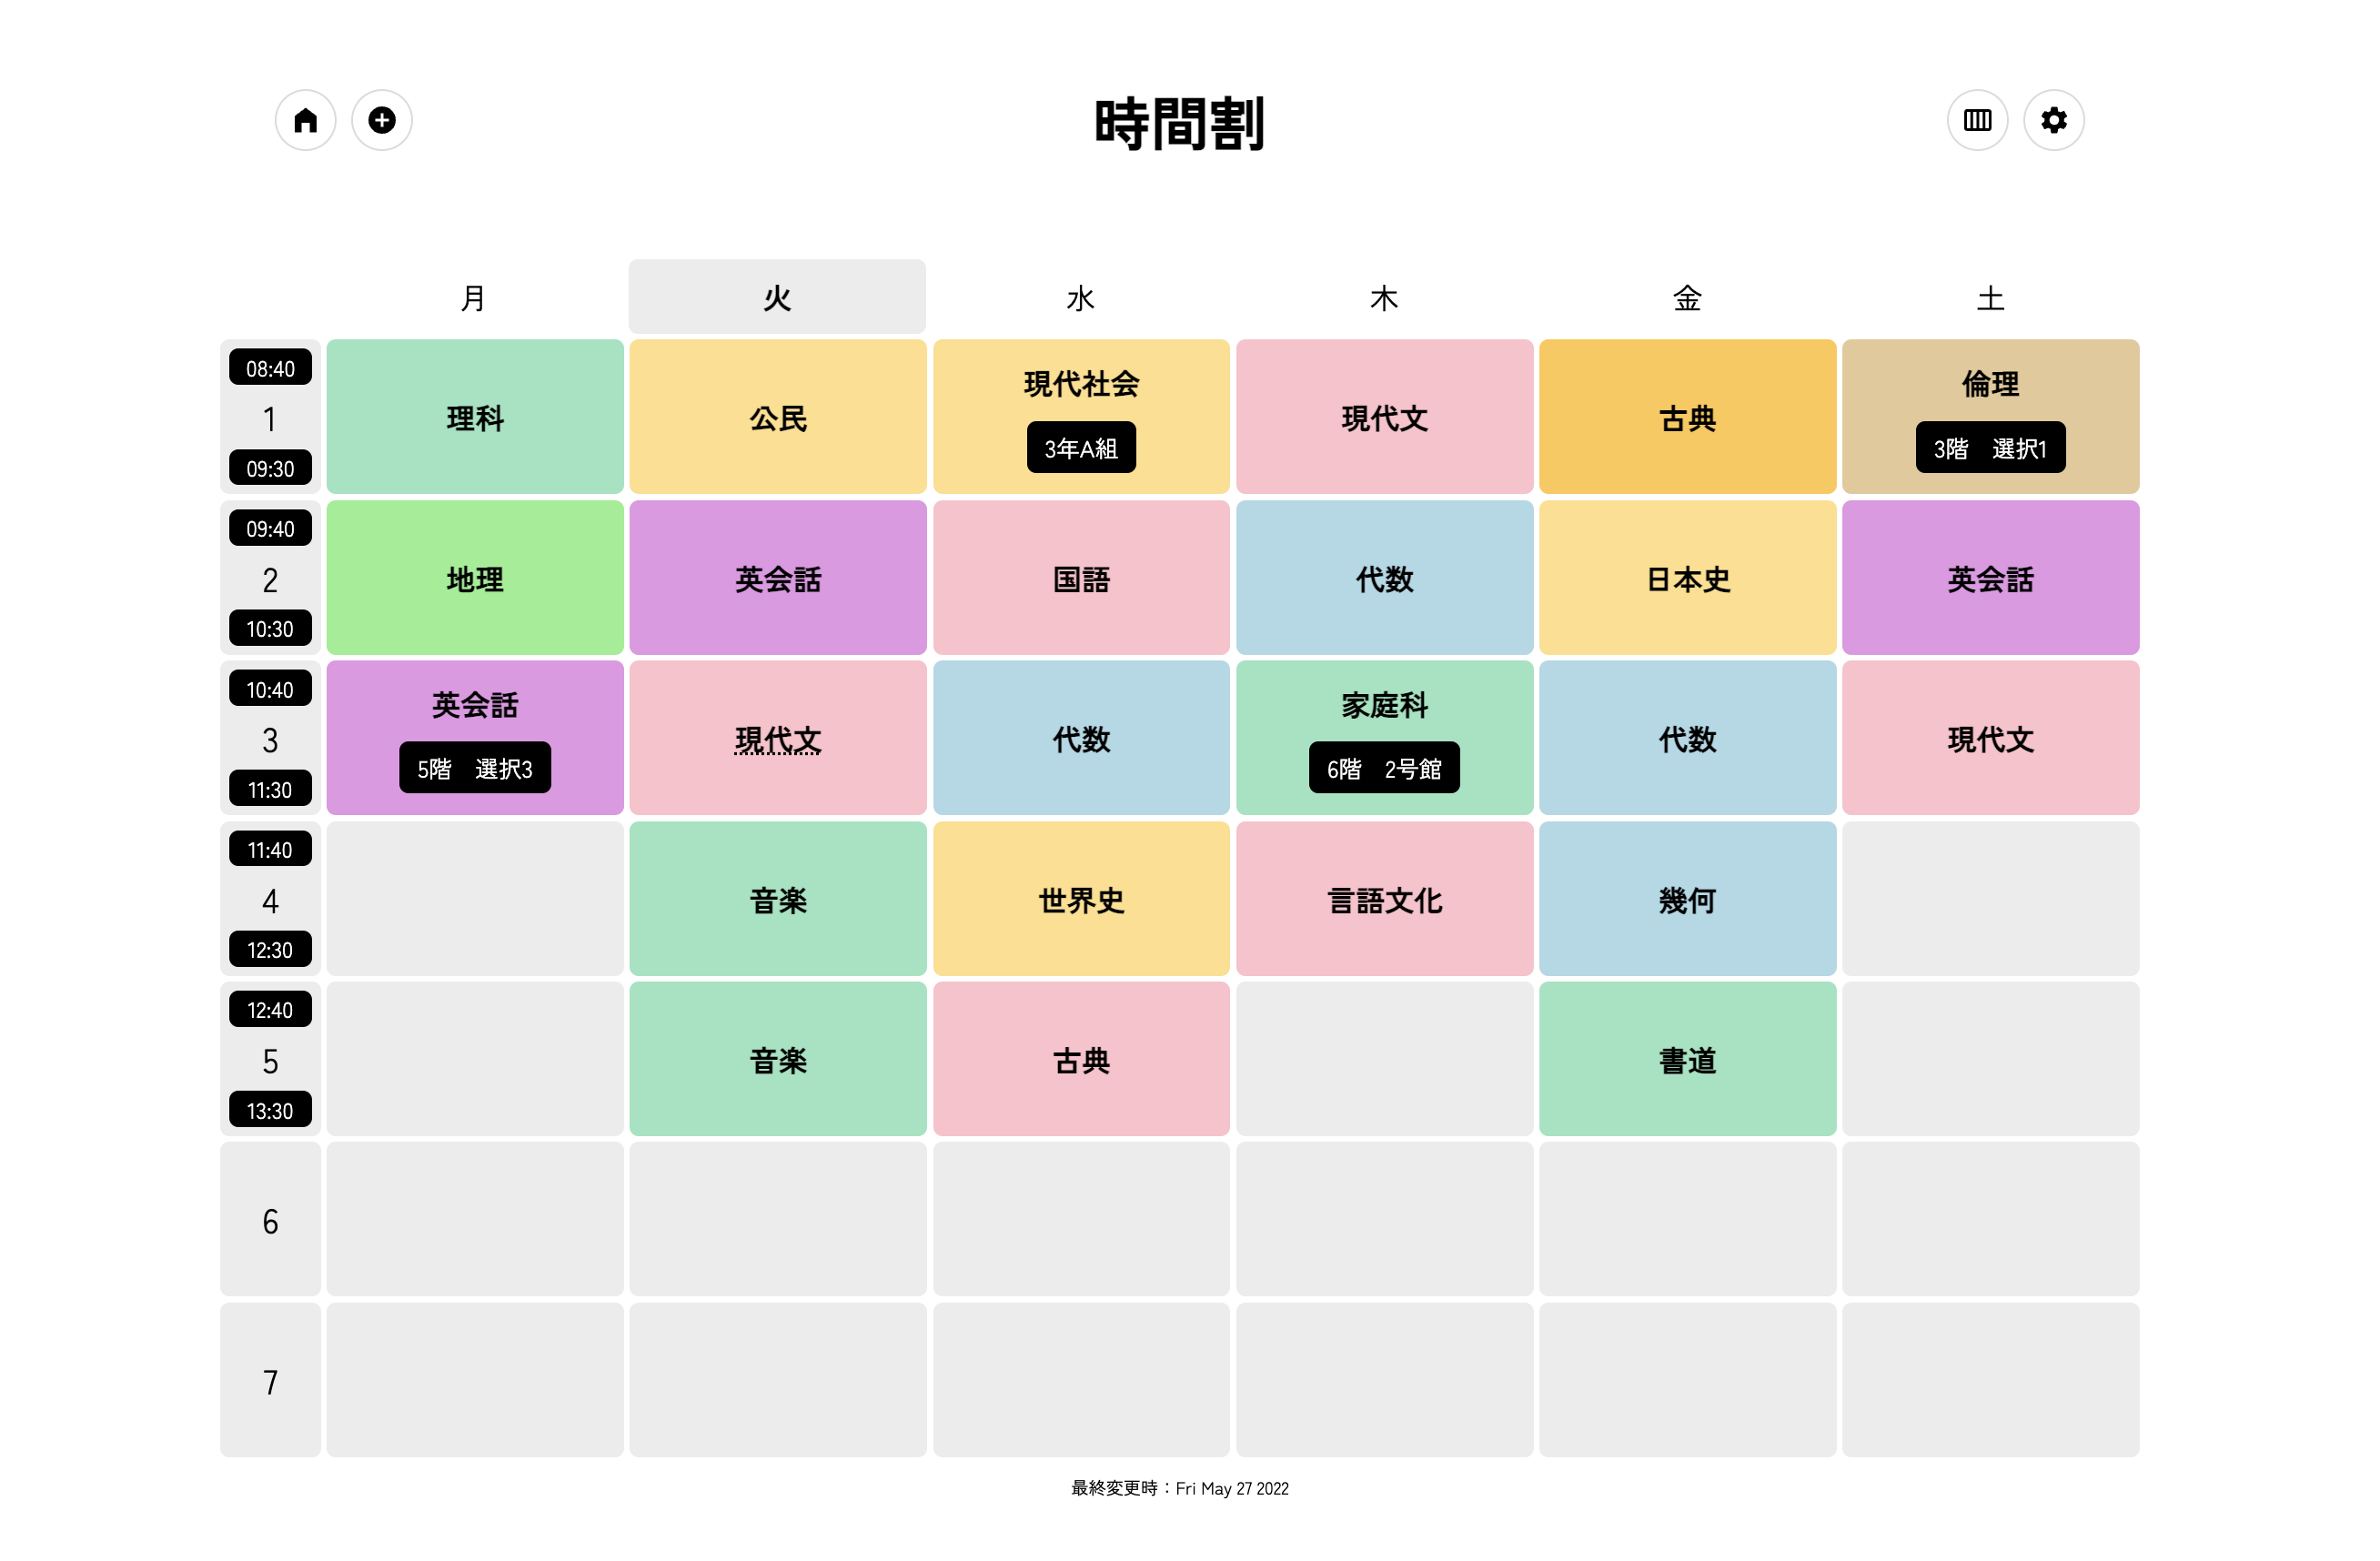 時間割
月 火 水 木 金 土
08:40
1
09:30
理科
公民
現代社会
3年A組
現代文
古典
倫理
3階　選択1
09:40
2
10:30
地理
英会話
国語
代数
日本史
英会話
10:40
3
11:30
英会話
5階　選択3
現代文
代数
家庭科
6階　2号館
代数
現代文
11:40
4
12:30
音楽
世界史
言語文化
幾何
12:40
5
13:30
音楽
古典
書道
6
7
最終変更時：Fri May 27 2022